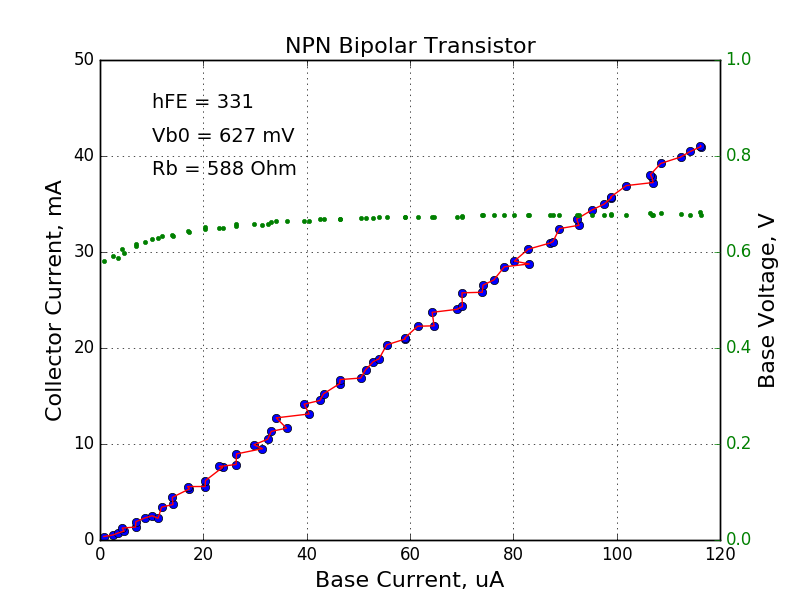 NPN Bipolar Transistor
hFE = 331
Vb0 = 627 mV
Rb = 588 Ohm
Collector Current, mA
50
40
30
20
10
0
0 20 40 60 80 100 120
Base Current, uA
1.0
0.8
0.6
0.4
0.2
0.0
Base Voltage, V